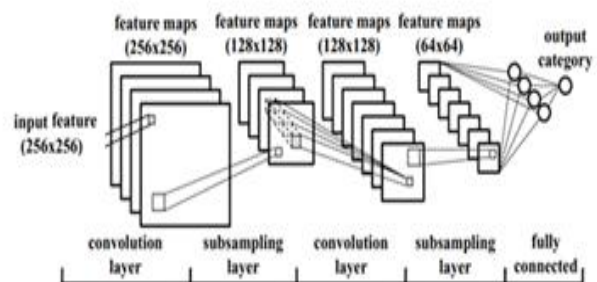 feature maps feature maps feature maps feature maps
(256x256) (128x128) (128x128) (64x64)
output
category
input feature
(256x256)
convolution subsampling convolution subsampling fully
layer layer layer layer connected